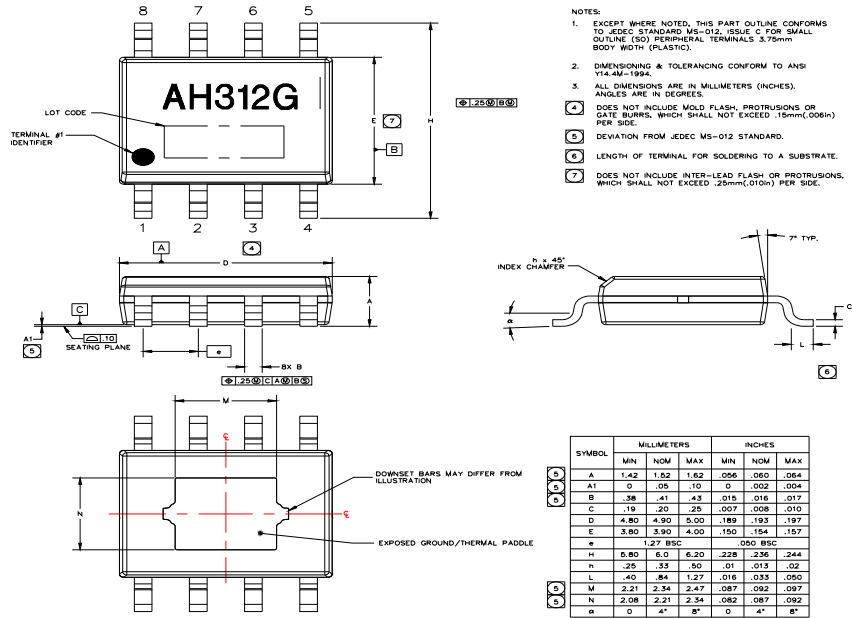 8 7 6 5
AH312G
LOT CODE
TERMINAL #1
IDENTIFIER
1 2 3 4
E 7
B
H
.25 M B M
NOTES:
1. EXCEPT WHERE NOTED, THIS PART OUTLINE CONFORMS
TO JEDEC STANDARD MS-012, ISSUE C FOR SMALL
OUTLINE (SO) PERIPHERAL TERMINALS 3.75mm
BODY WIDTH (PLASTIC).
2. DIMENSIONING & TOLERANCING CONFORM TO ANSI
Y14.4M-1994.
3. ALL DIMENSIONS ARE IN MILLIMETERS (INCHES).
ANGLES ARE IN DEGREES.
4 DOES NOT INCLUDE MOLD FLASH, PROTRUSIONS OR
GATE BURRS, WHICH SHALL NOT EXCEED .15mm(.006in)
PER SIDE.
5 DEVIATION FROM JEDEC MS-012 STANDARD.
6 LENGTH OF TERMINAL FOR SOLDERING TO A SUBSTRATE.
7 DOES NOT INCLUDE INTER-LEAD FLASH OR PROTRUSIONS,
WHICH SHALL NOT EXCEED .25mm(.010in) PER SIDE.
A 4
D
A
C
A1
5
.10
SEATING PLANE
e
8X B
.25 M C A M B S
7° TYP.
h x 45°
INDEX CHAMFER
α
C
L
6
M
N
DOWNSET BARS MAY DIFFER FROM
ILLUSTRATION
EXPOSED GROUND/THERMAL PADDLE
SYMBOL MILLIMETERS INCHES
MIN NOM MAX MIN NOM MAX
5 A 1.42 1.52 1.62 .056 .060 .064
5 A1 0 .05 .10 0 .002 .004
5 B .38 .41 .43 .015 .016 .017
C .19 .20 .25 .007 .008 .010
D 4.80 4.90 5.00 .189 .193 .197
E 3.80 3.90 4.00 .150 .154 .157
e 1.27 BSC .050 BSC
H 5.80 6.0 6.20 .228 .236 .244
h .25 .33 .50 .01 .013 .02
L .40 .84 1.27 .016 .033 .050
5 M 2.21 2.34 2.47 .087 .092 .097
5 N 2.08 2.21 2.34 .082 .087 .092
α 0 4° 8° 0 4° 8°